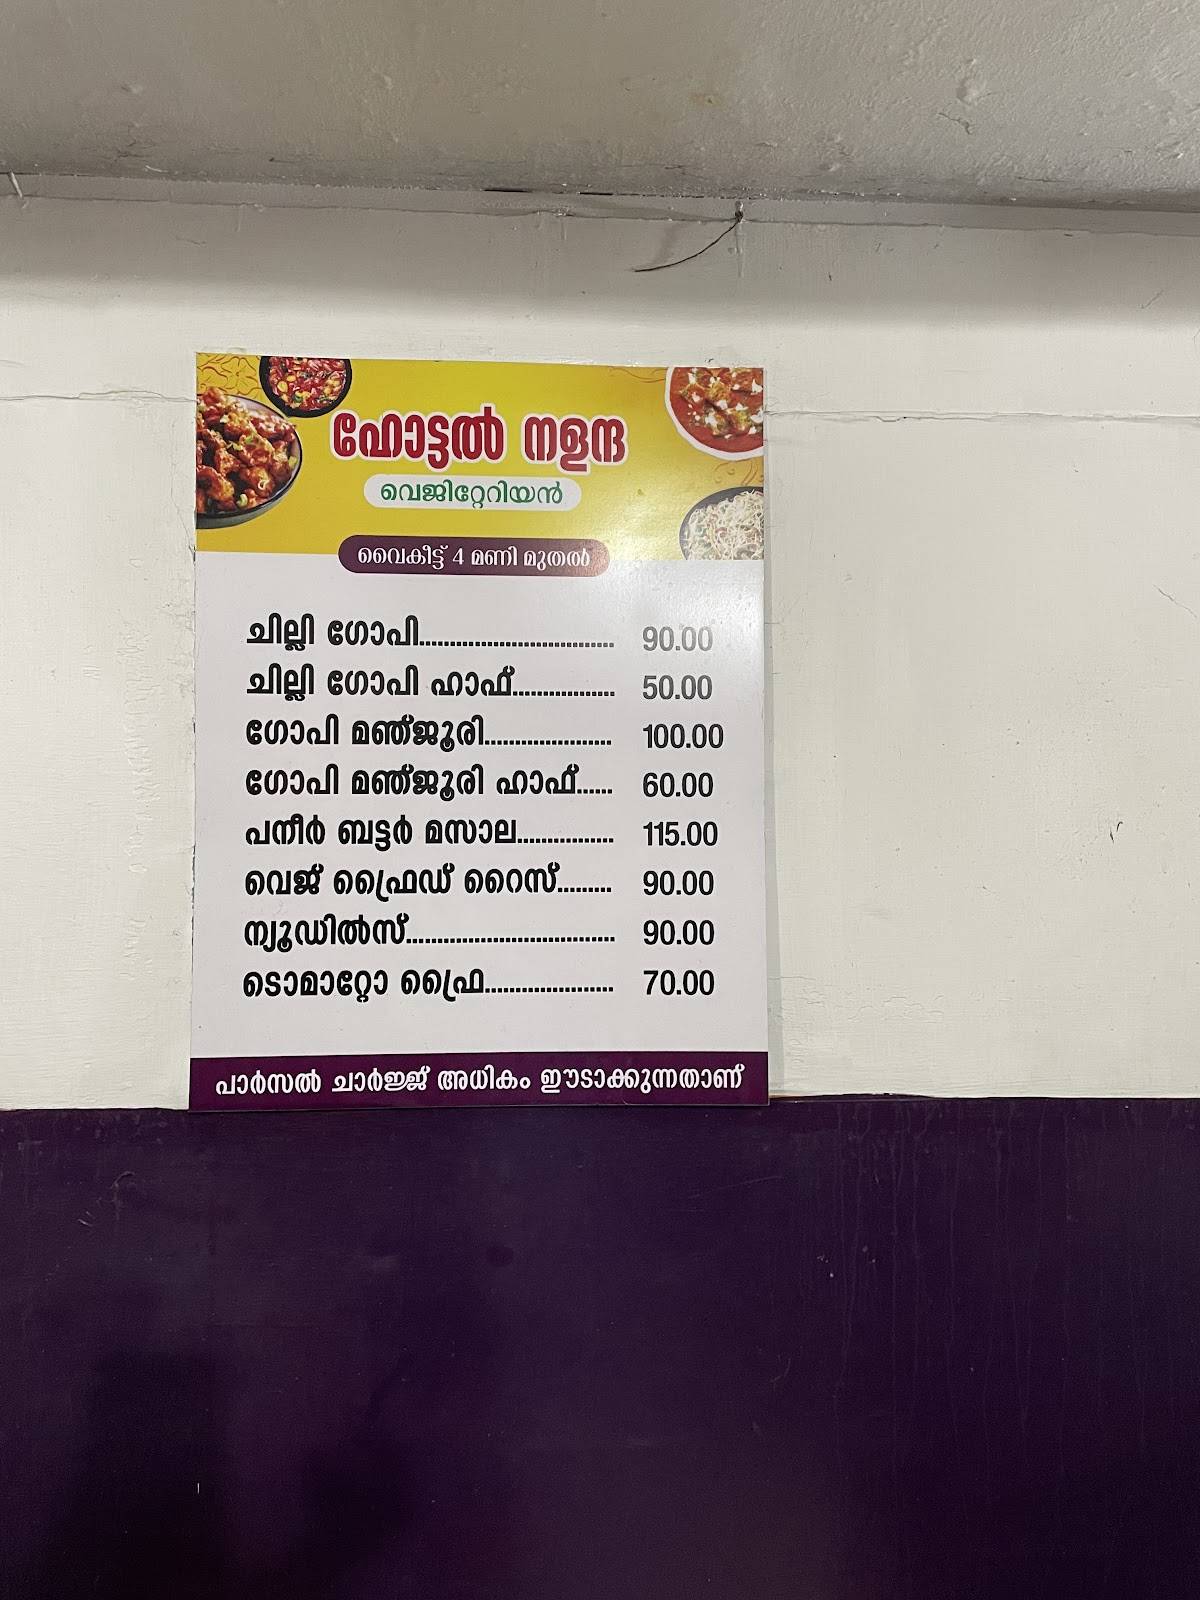 ഹോട്ടൽ നളന്ദ
വെജിറ്റേറിയൻ
വൈകീട്ട് 4 മണി മുതൽ
ചില്ലി ഗോപി................................ 90.00
ചില്ലി ഗോപി ഹാഫ്................. 50.00
ഗോപി മഞ്ജൂരി..................... 100.00
ഗോപി മഞ്ജൂരി ഹാഫ്...... 60.00
പനീർ ബട്ടർ മസാല................ 115.00
വെജ് ഫ്രൈഡ് റൈസ്......... 90.00
ന്യൂഡിൽസ്.................................. 90.00
ടൊമാറ്റോ ഫ്രൈ..................... 70.00
പാർസൽ ചാർജ്ജ് അധികം ഈടാക്കുന്നതാണ്